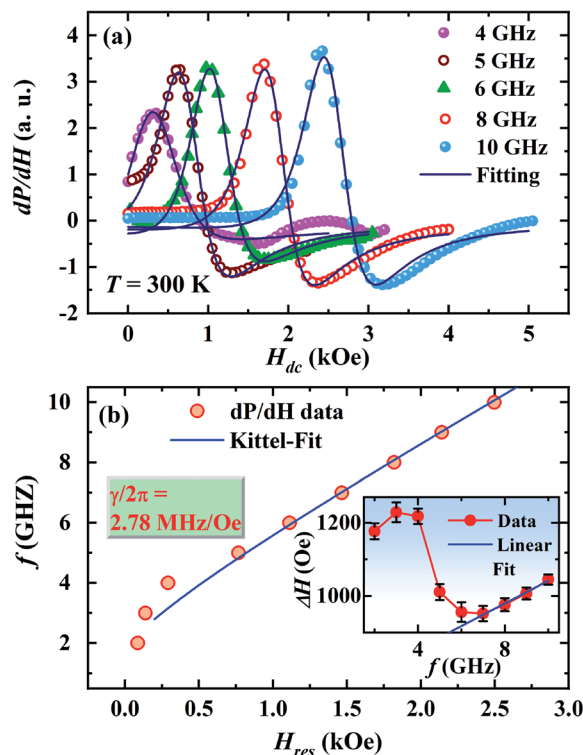 (a)
4 GHz
5 GHz
6 GHz
8 GHz
10 GHz
Fitting
T = 300 K
dP/dH (a. u.)
4
3
2
1
0
-1
-2
0 1 2 3 4 5
H_dc (kOe)
(b)
dP/dH data
Kittel-Fit
γ/2π =
2.78 MHz/Oe
f (GHz)
10
8
6
4
2
0.0 0.5 1.0 1.5 2.0 2.5 3.0
H_res (kOe)
Data
Linear
Fit
ΔH (Oe)
1200
1000
4 8
f (GHz)